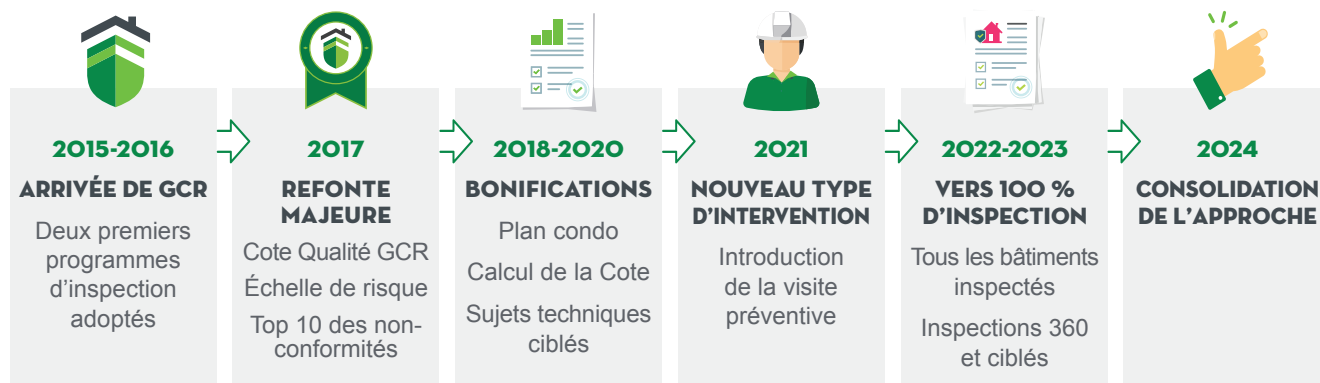 2015-2016
ARRIVÉE DE GCR
Deux premiers
programmes
d'inspection
adoptés
2017
REFONTE
MAJEURE
Cote Qualité GCR
Échelle de risque
Top 10 des non-
conformités
2018-2020
BONIFICATIONS
Plan condo
Calcul de la Cote
Sujets techniques
ciblés
2021
NOUVEAU TYPE
D'INTERVENTION
Introduction
de la visite
préventive
2022-2023
VERS 100 %
D'INSPECTION
Tous les bâtiments
inspectés
Inspections 360
et ciblés
2024
CONSOLIDATION
DE L'APPROCHE